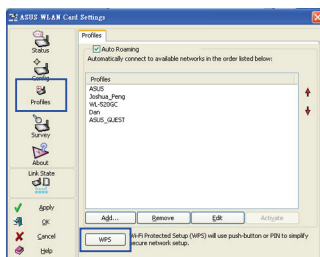 ASUS WLAN Card Settings
Status
Config
Profiles
Survey
About
Link State
Apply
OK
Cancel
Help
Profiles
Auto Roaming
Automatically connect to available networks in the order listed below:
Profiles
ASUS
Joshua_Peng
WL-520GC
Dan
ASUS_GUEST
Add...
Remove
Edit
Activate
WPS
Wi-Fi Protected Setup (WPS) will use push-button or PIN to simplify
secure network setup.